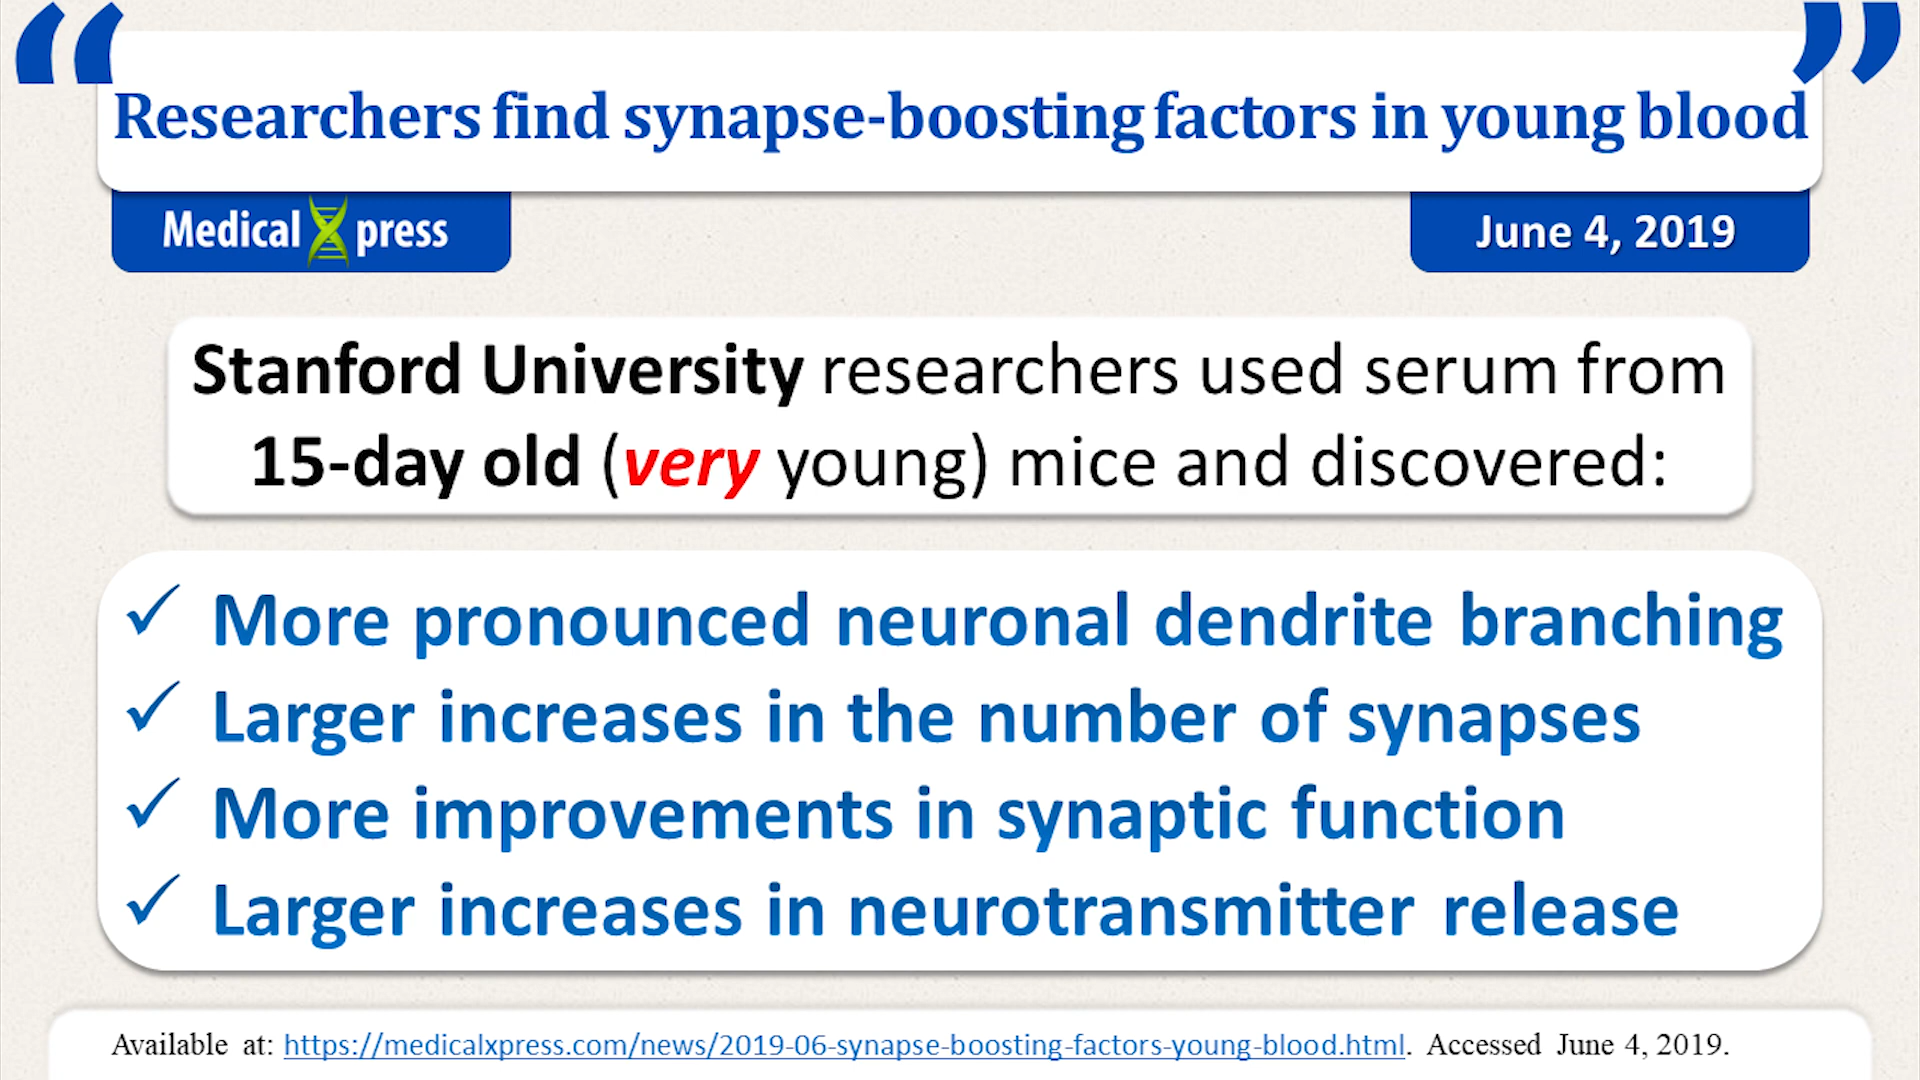 “Researchers find synapse-boosting factors in young blood”
MedicalXpress
June 4, 2019
Stanford University researchers used serum from
15-day old (very young) mice and discovered:
✓ More pronounced neuronal dendrite branching
✓ Larger increases in the number of synapses
✓ More improvements in synaptic function
✓ Larger increases in neurotransmitter release
Available at: https://medicalxpress.com/news/2019-06-synapse-boosting-factors-young-blood.html. Accessed June 4, 2019.